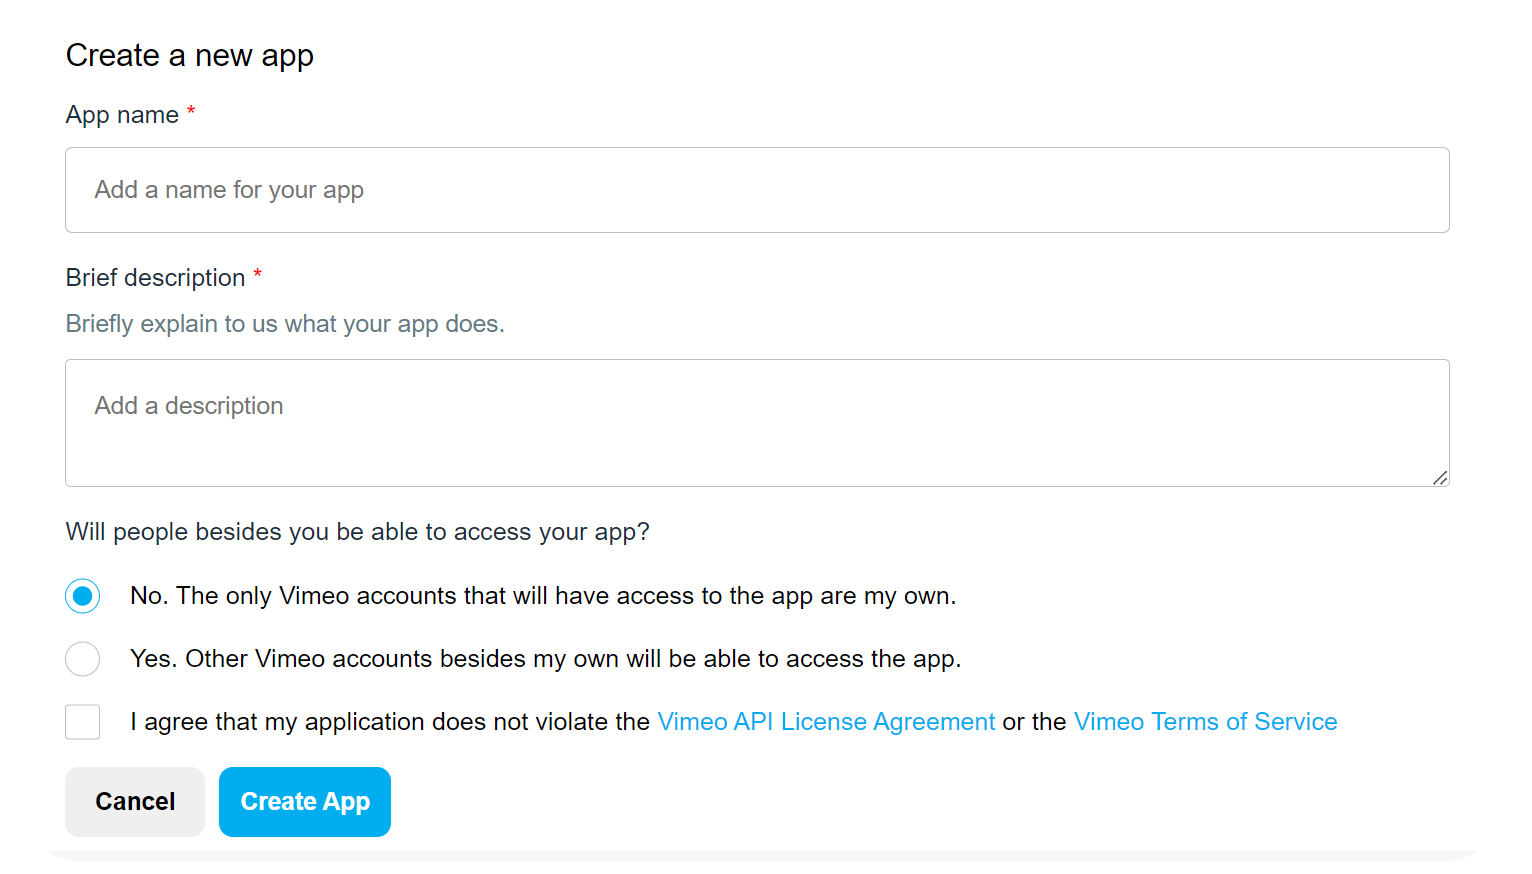 Create a new app
App name *
Add a name for your app
Brief description *
Briefly explain to us what your app does.
Add a description
Will people besides you be able to access your app?
No. The only Vimeo accounts that will have access to the app are my own.
Yes. Other Vimeo accounts besides my own will be able to access the app.
I agree that my application does not violate the Vimeo API License Agreement or the Vimeo Terms of Service
Cancel Create App